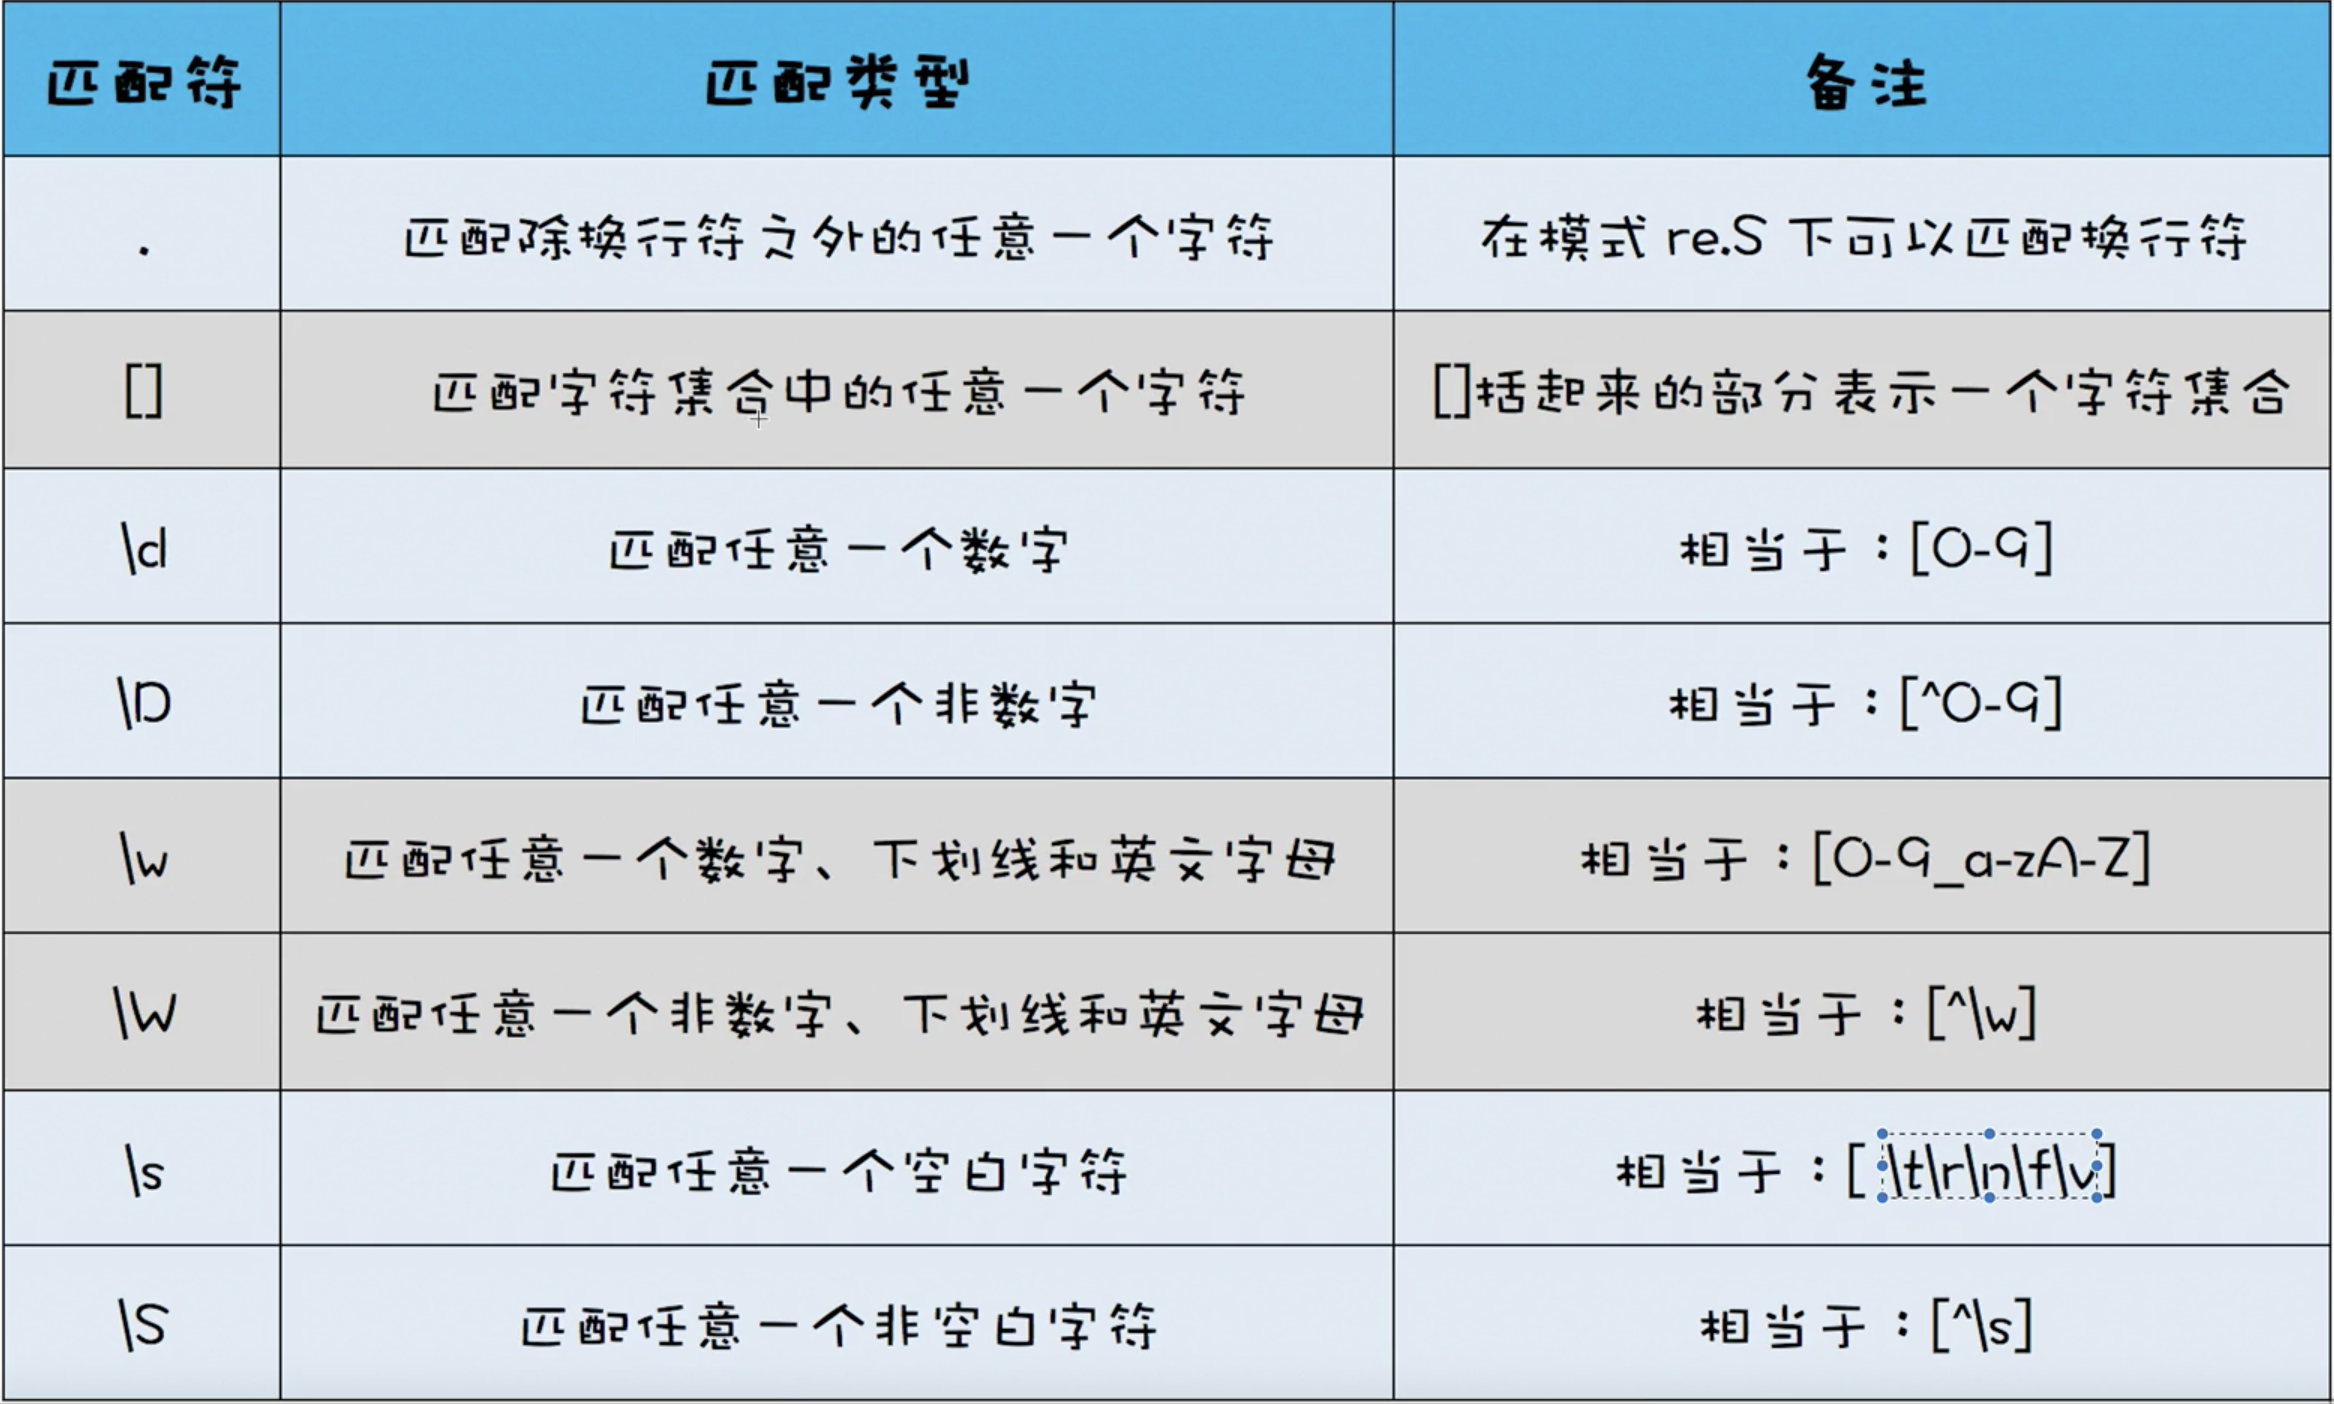 匹配符 匹配类型 备注
. 匹配除换行符之外的任意一个字符 在模式 re.S 下可以匹配换行符
[] 匹配字符集合中的任意一个字符 []括起来的部分表示一个字符集合
\d 匹配任意一个数字 相当于：[0-9]
\D 匹配任意一个非数字 相当于：[^0-9]
\w 匹配任意一个数字、下划线和英文字母 相当于：[0-9_a-zA-Z]
\W 匹配任意一个非数字、下划线和英文字母 相当于：[^\w]
\s 匹配任意一个空白字符 相当于：[ \t\r\n\f\v]
\S 匹配任意一个非空白字符 相当于：[^\s]